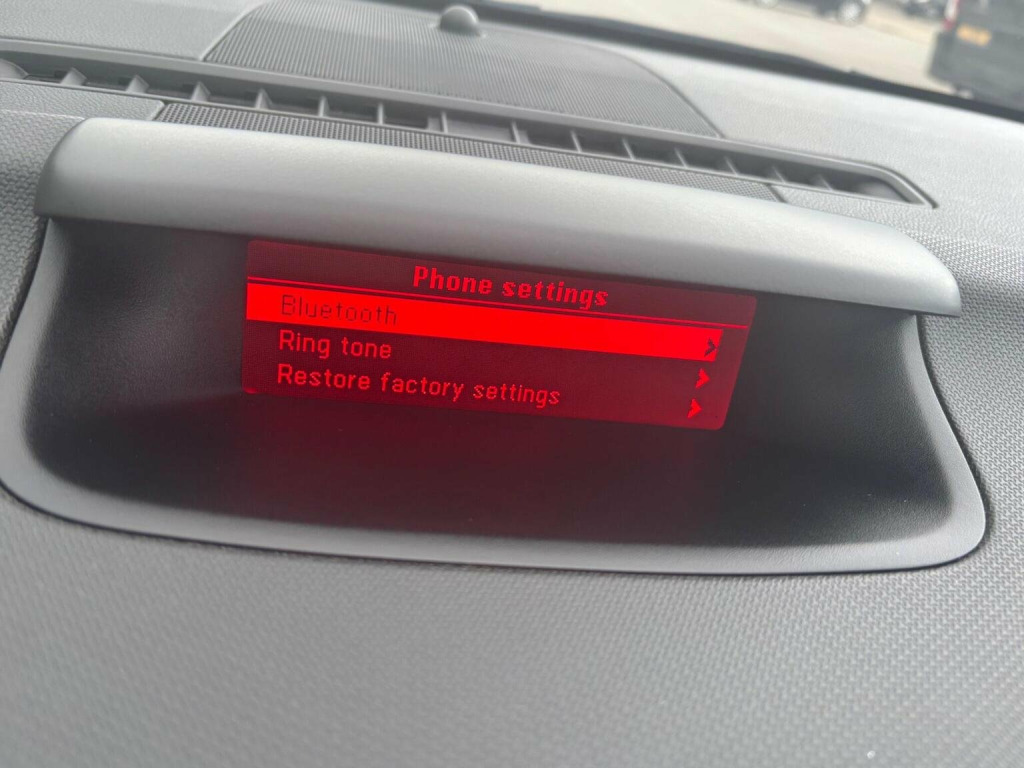 Phone settings
Bluetooth
Ring tone
Restore factory settings